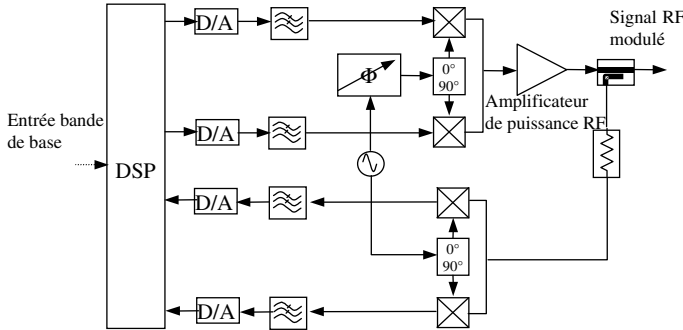 D/A
Signal RF
modulé
Φ
0°
90°
Amplificateur
de puissance RF
Entrée bande
de base
D/A
DSP
D/A
0°
90°
D/A